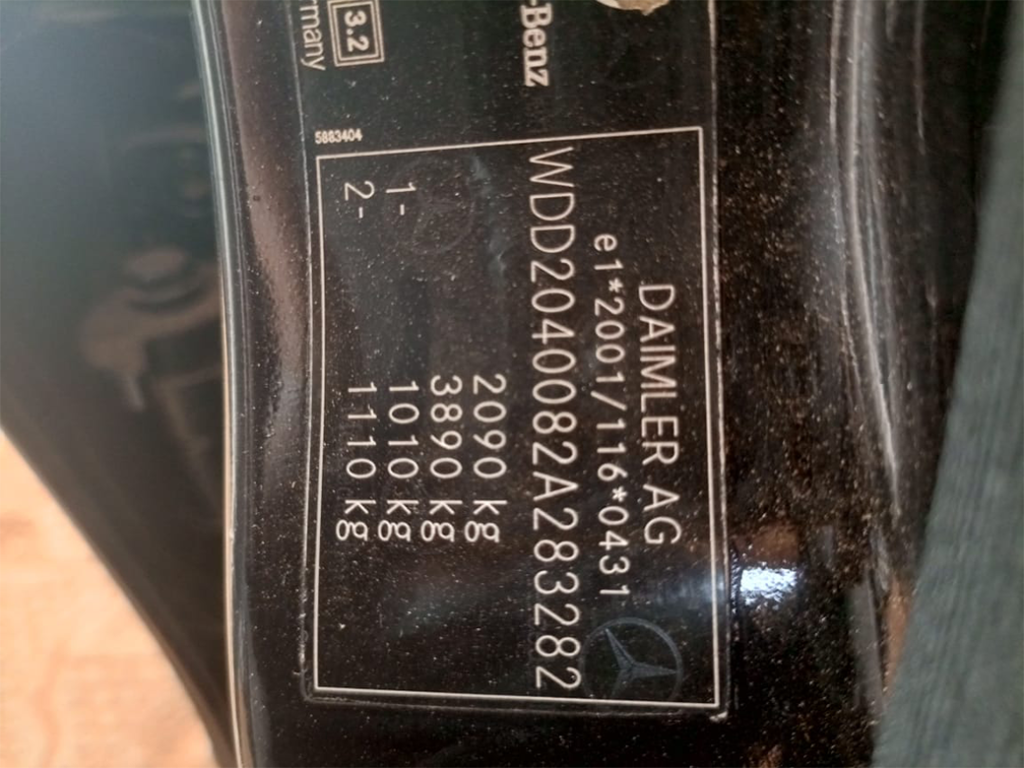 -Benz
3.2
rmany
5883404
DAIMLER AG
e1*2001/116*0431
WDD2040082A283282
2090 kg
3890 kg
1- 1010 kg
2- 1110 kg